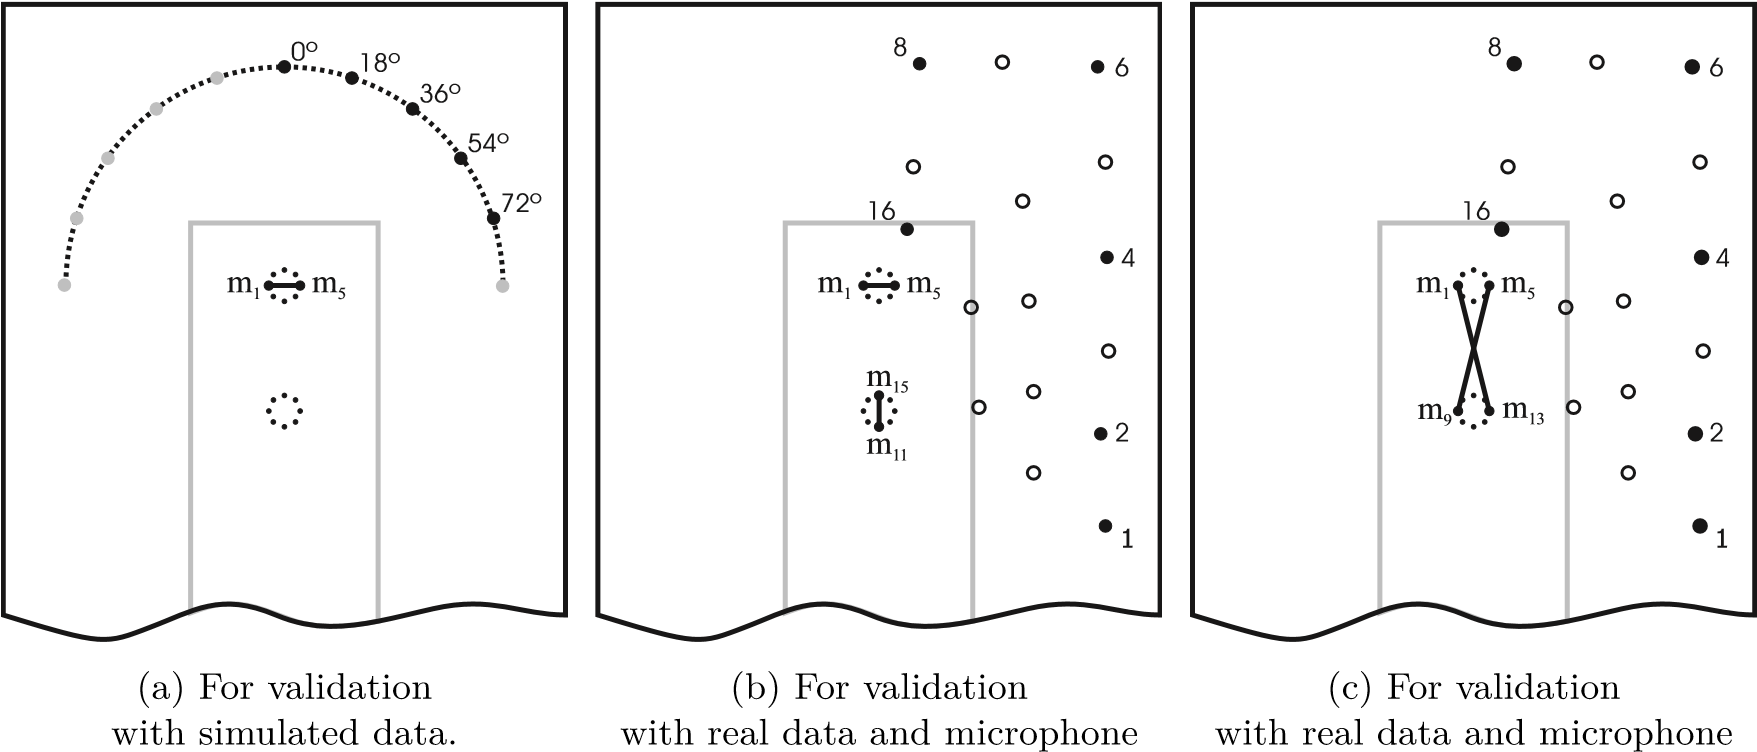 0°
18°
36°
54°
72°
m1 m5
(a) For validation
with simulated data.
8
6
16
4
m1 m5
m15
m11
2
1
(b) For validation
with real data and microphone
8
6
16
4
m1 m5
m9 m13
2
1
(c) For validation
with real data and microphone